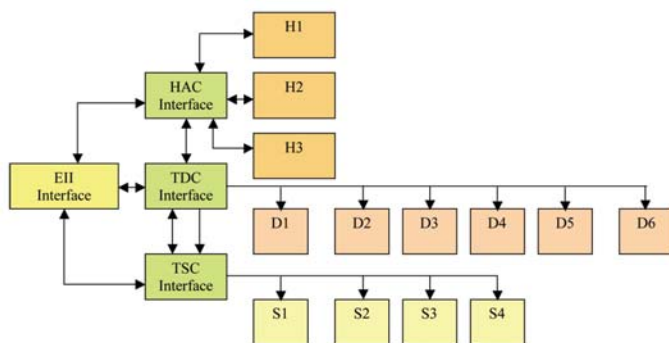 H1
HAC
Interface
H2
H3
EII
Interface
TDC
Interface
D1 D2 D3 D4 D5 D6
TSC
Interface
S1 S2 S3 S4